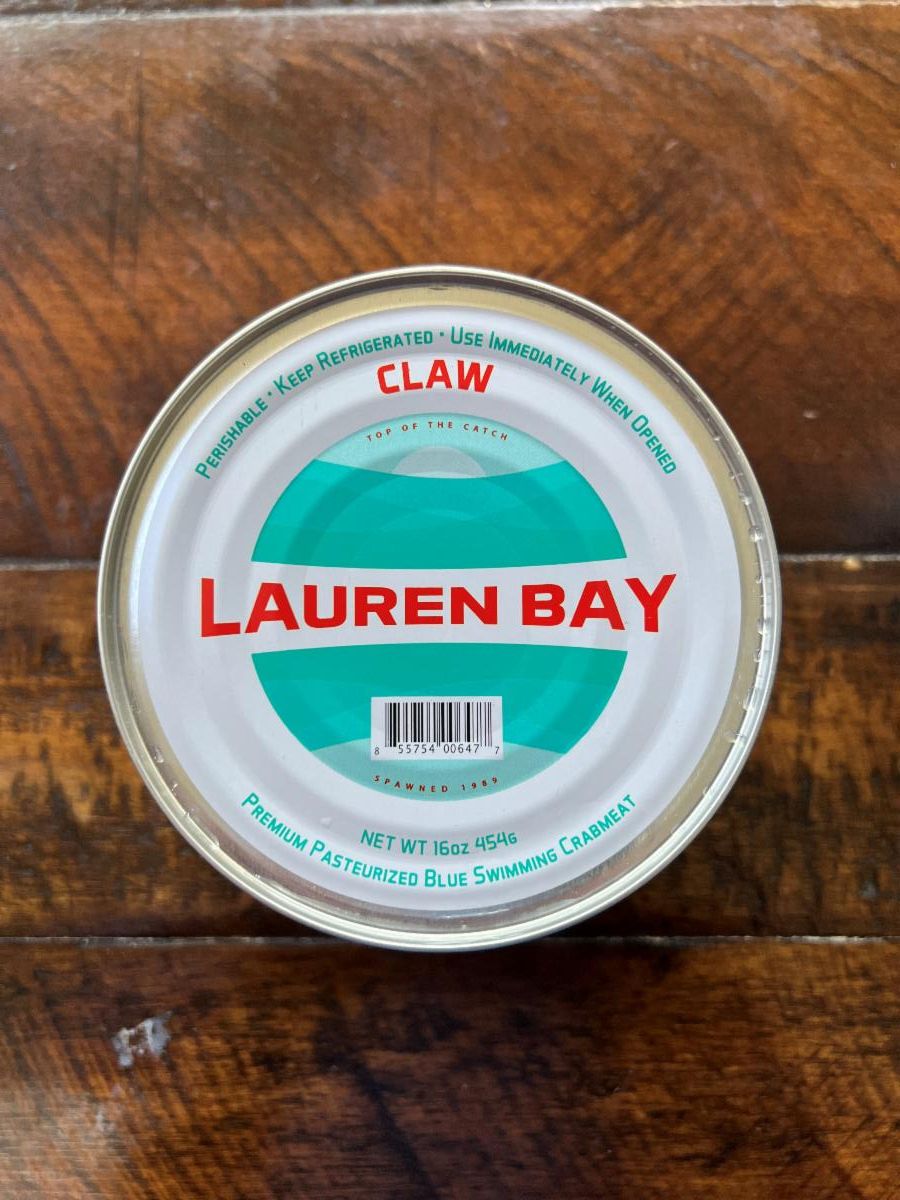 Perishable · Keep Refrigerated · Use Immediately When Opened
CLAW
TOP OF THE CATCH
LAUREN BAY
8 55754 00647 7
SPAWNED 1989
NET WT 16oz 454g
Premium Pasteurized Blue Swimming Crabmeat